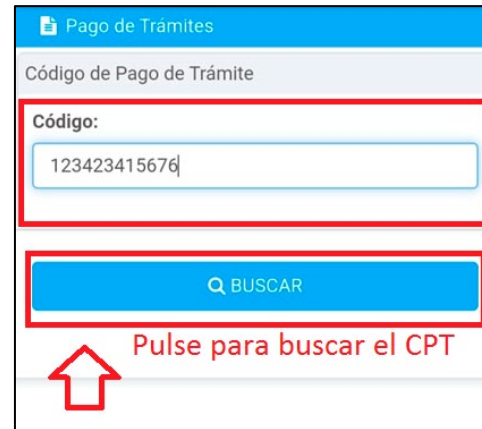 Pago de Trámites
Código de Pago de Trámite
Código:
123423415676
BUSCAR
Pulse para buscar el CPT